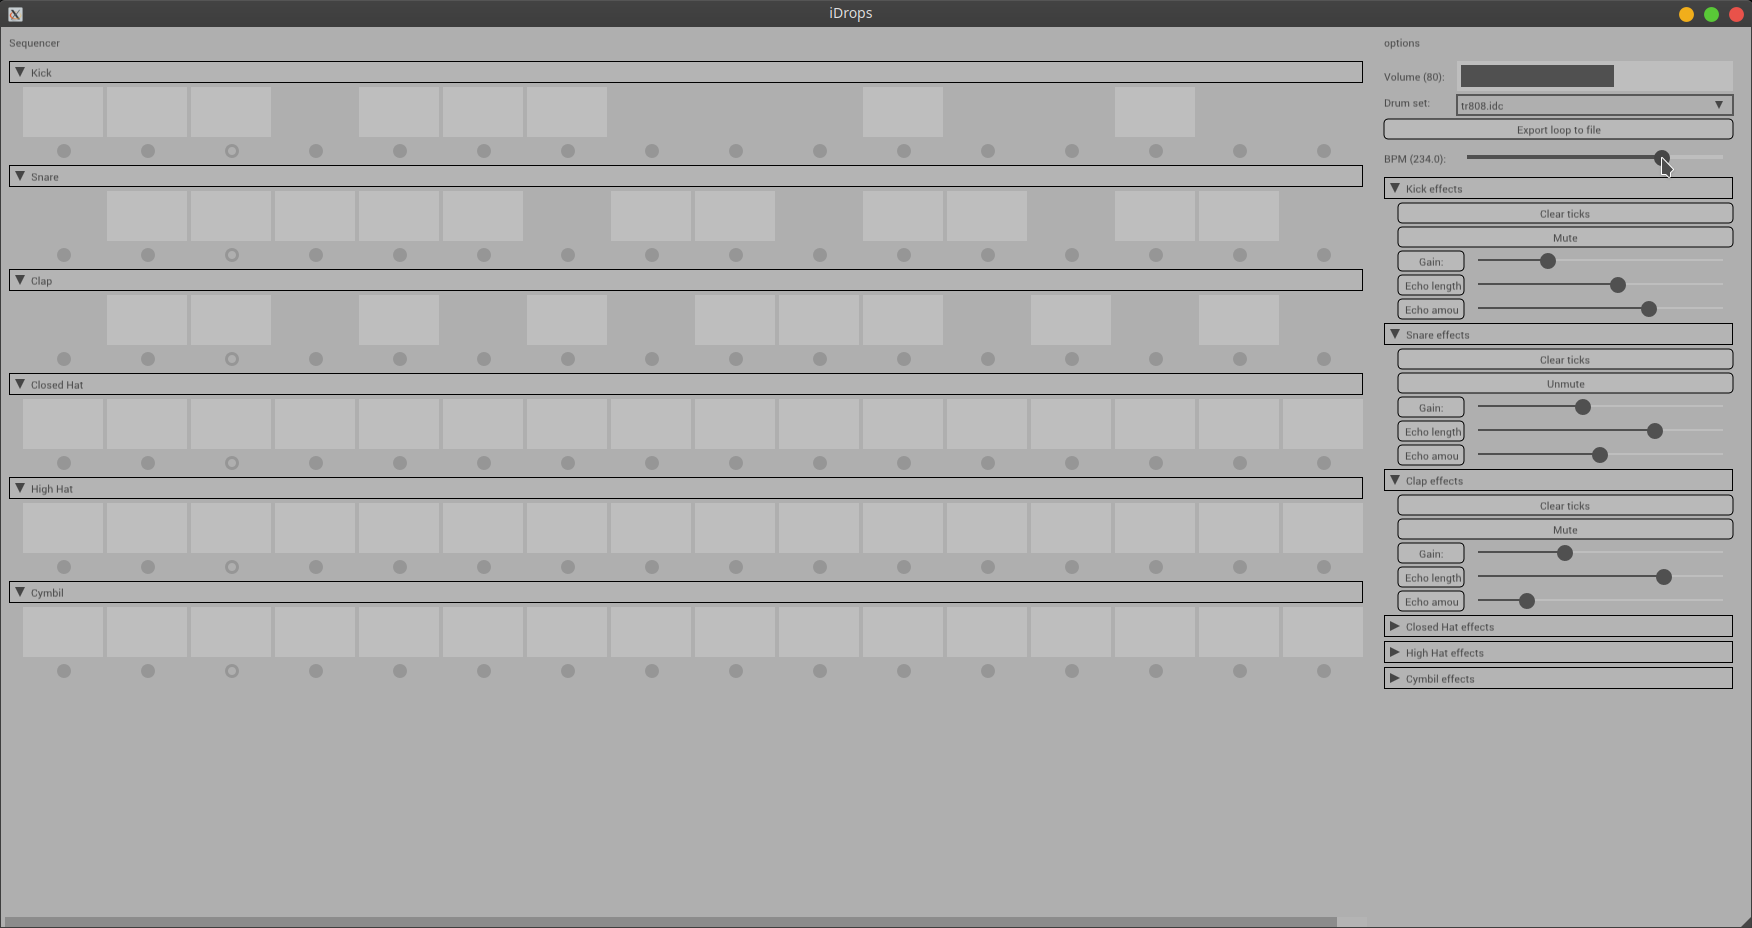 iDrops
Sequencer
Kick
Snare
Clap
Closed Hat
High Hat
Cymbil
options
Volume (80):
Drum set: tr808.idc
Export loop to file
BPM (234.0):
Kick effects
Clear ticks
Mute
Gain:
Echo length
Echo amou
Snare effects
Clear ticks
Unmute
Gain:
Echo length
Echo amou
Clap effects
Clear ticks
Mute
Gain:
Echo length
Echo amou
Closed Hat effects
High Hat effects
Cymbil effects